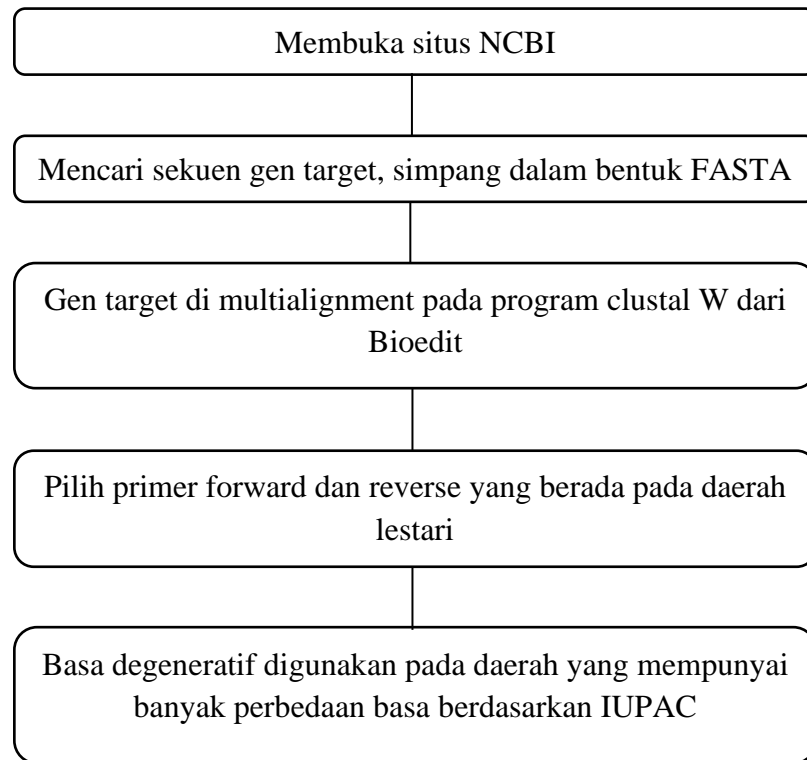 Membuka situs NCBI
Mencari sekuen gen target, simpang dalam bentuk FASTA
Gen target di multialignment pada program clustal W dari
Bioedit
Pilih primer forward dan reverse yang berada pada daerah
lestari
Basa degeneratif digunakan pada daerah yang mempunyai
banyak perbedaan basa berdasarkan IUPAC